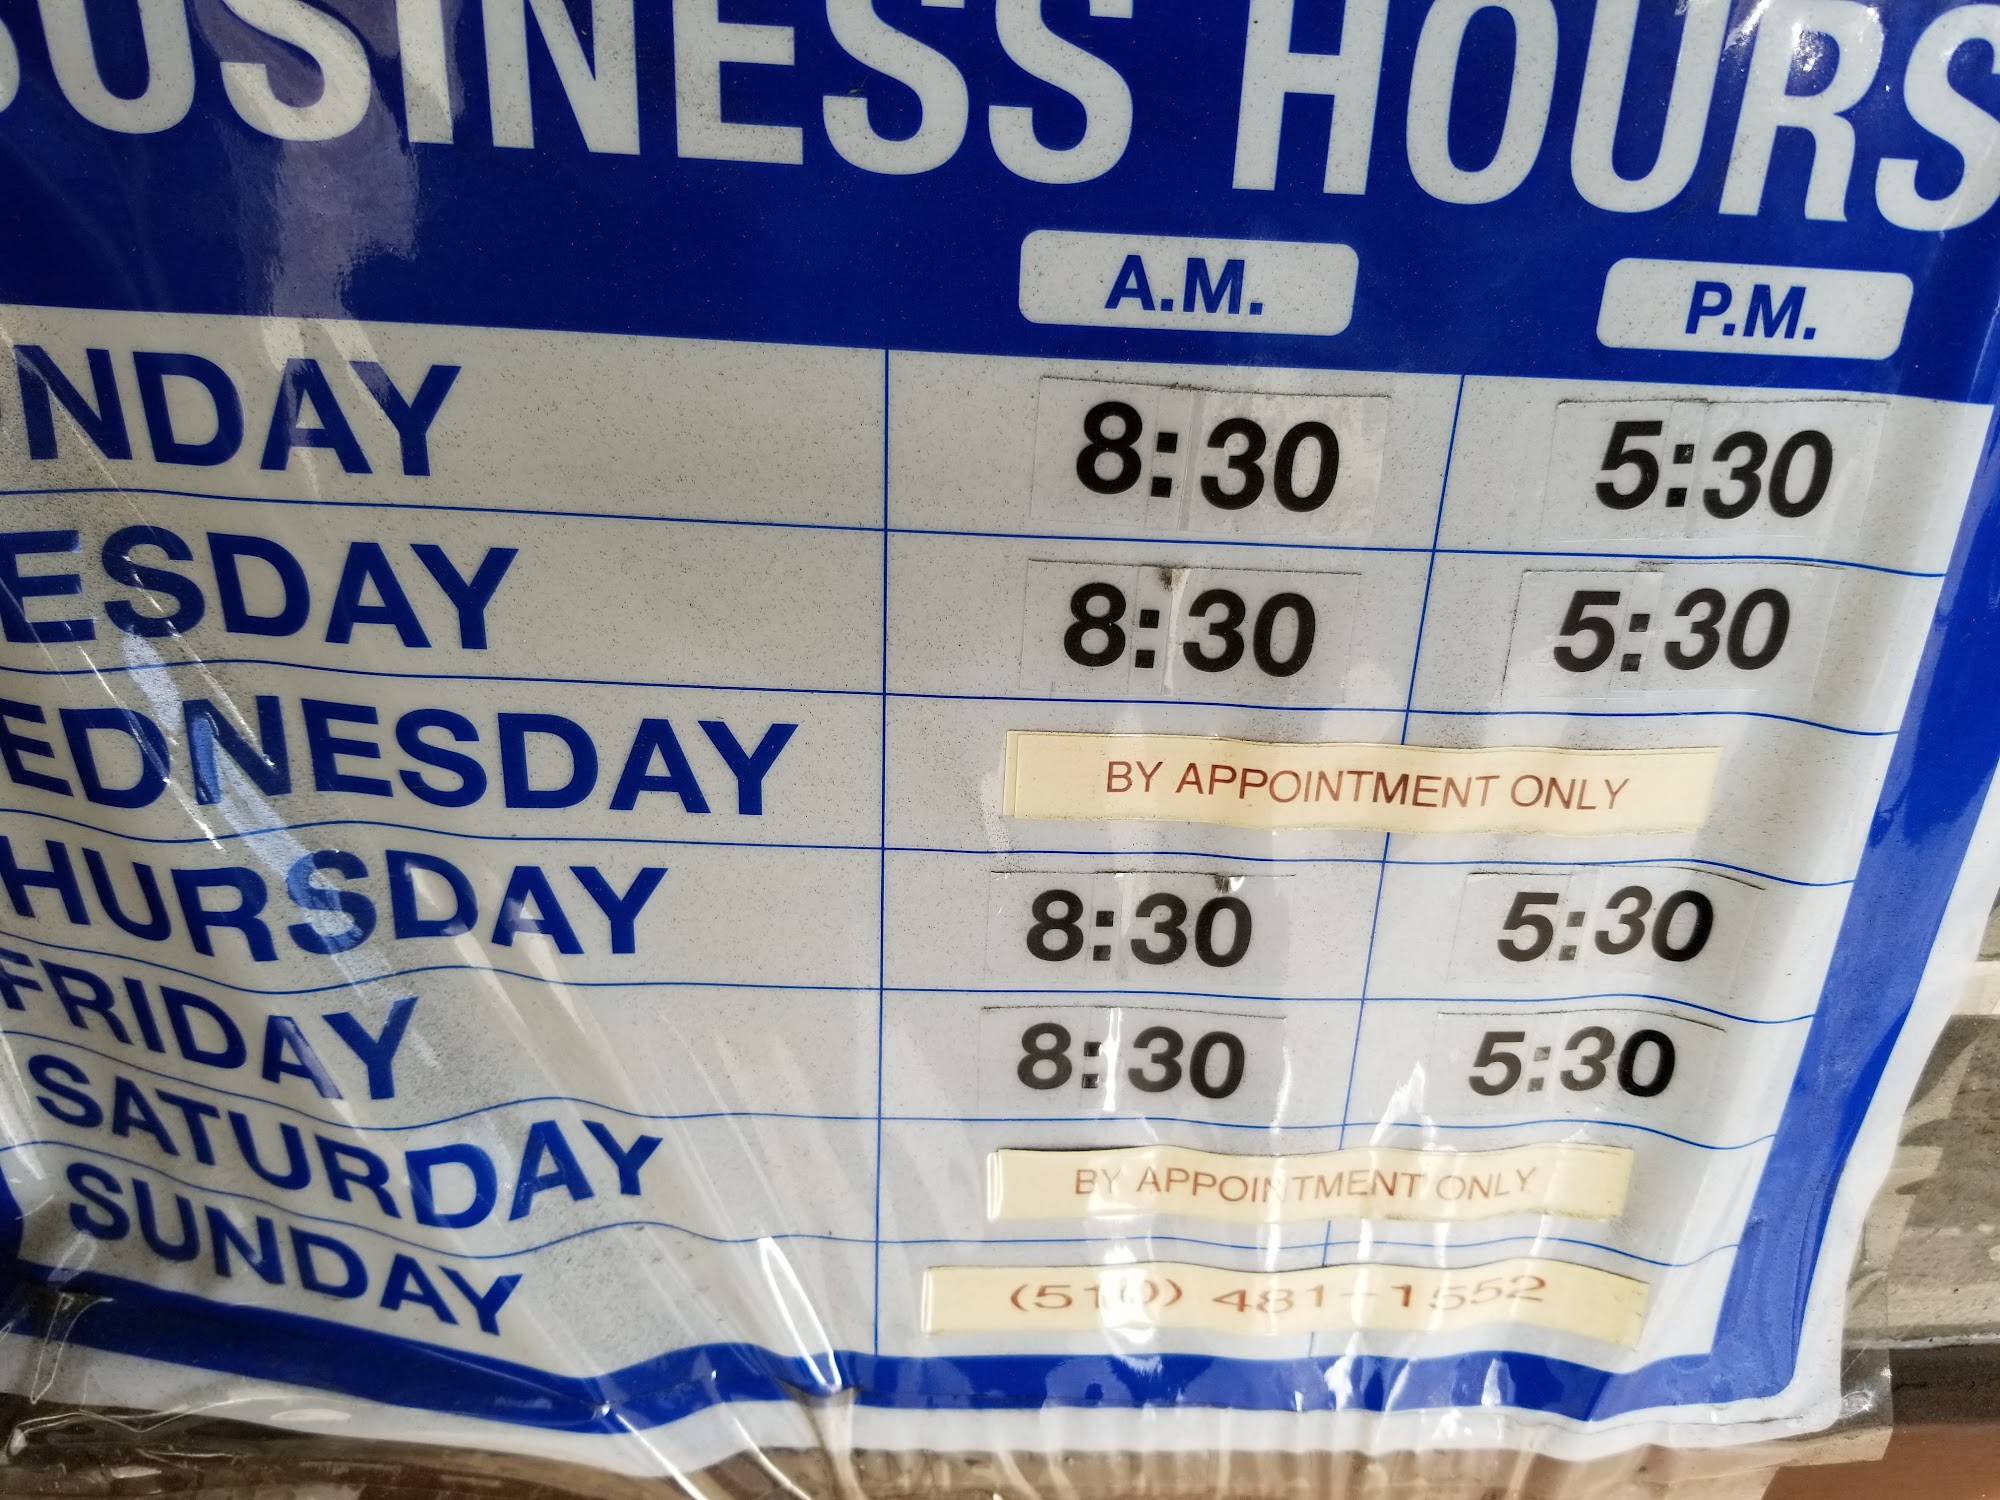 BUSINESS HOURS
A.M. P.M.
NDAY 8:30 5:30
ESDAY 8:30 5:30
EDNESDAY BY APPOINTMENT ONLY
HURSDAY 8:30 5:30
FRIDAY 8:30 5:30
SATURDAY BY APPOINTMENT ONLY
SUNDAY (510) 481-1552